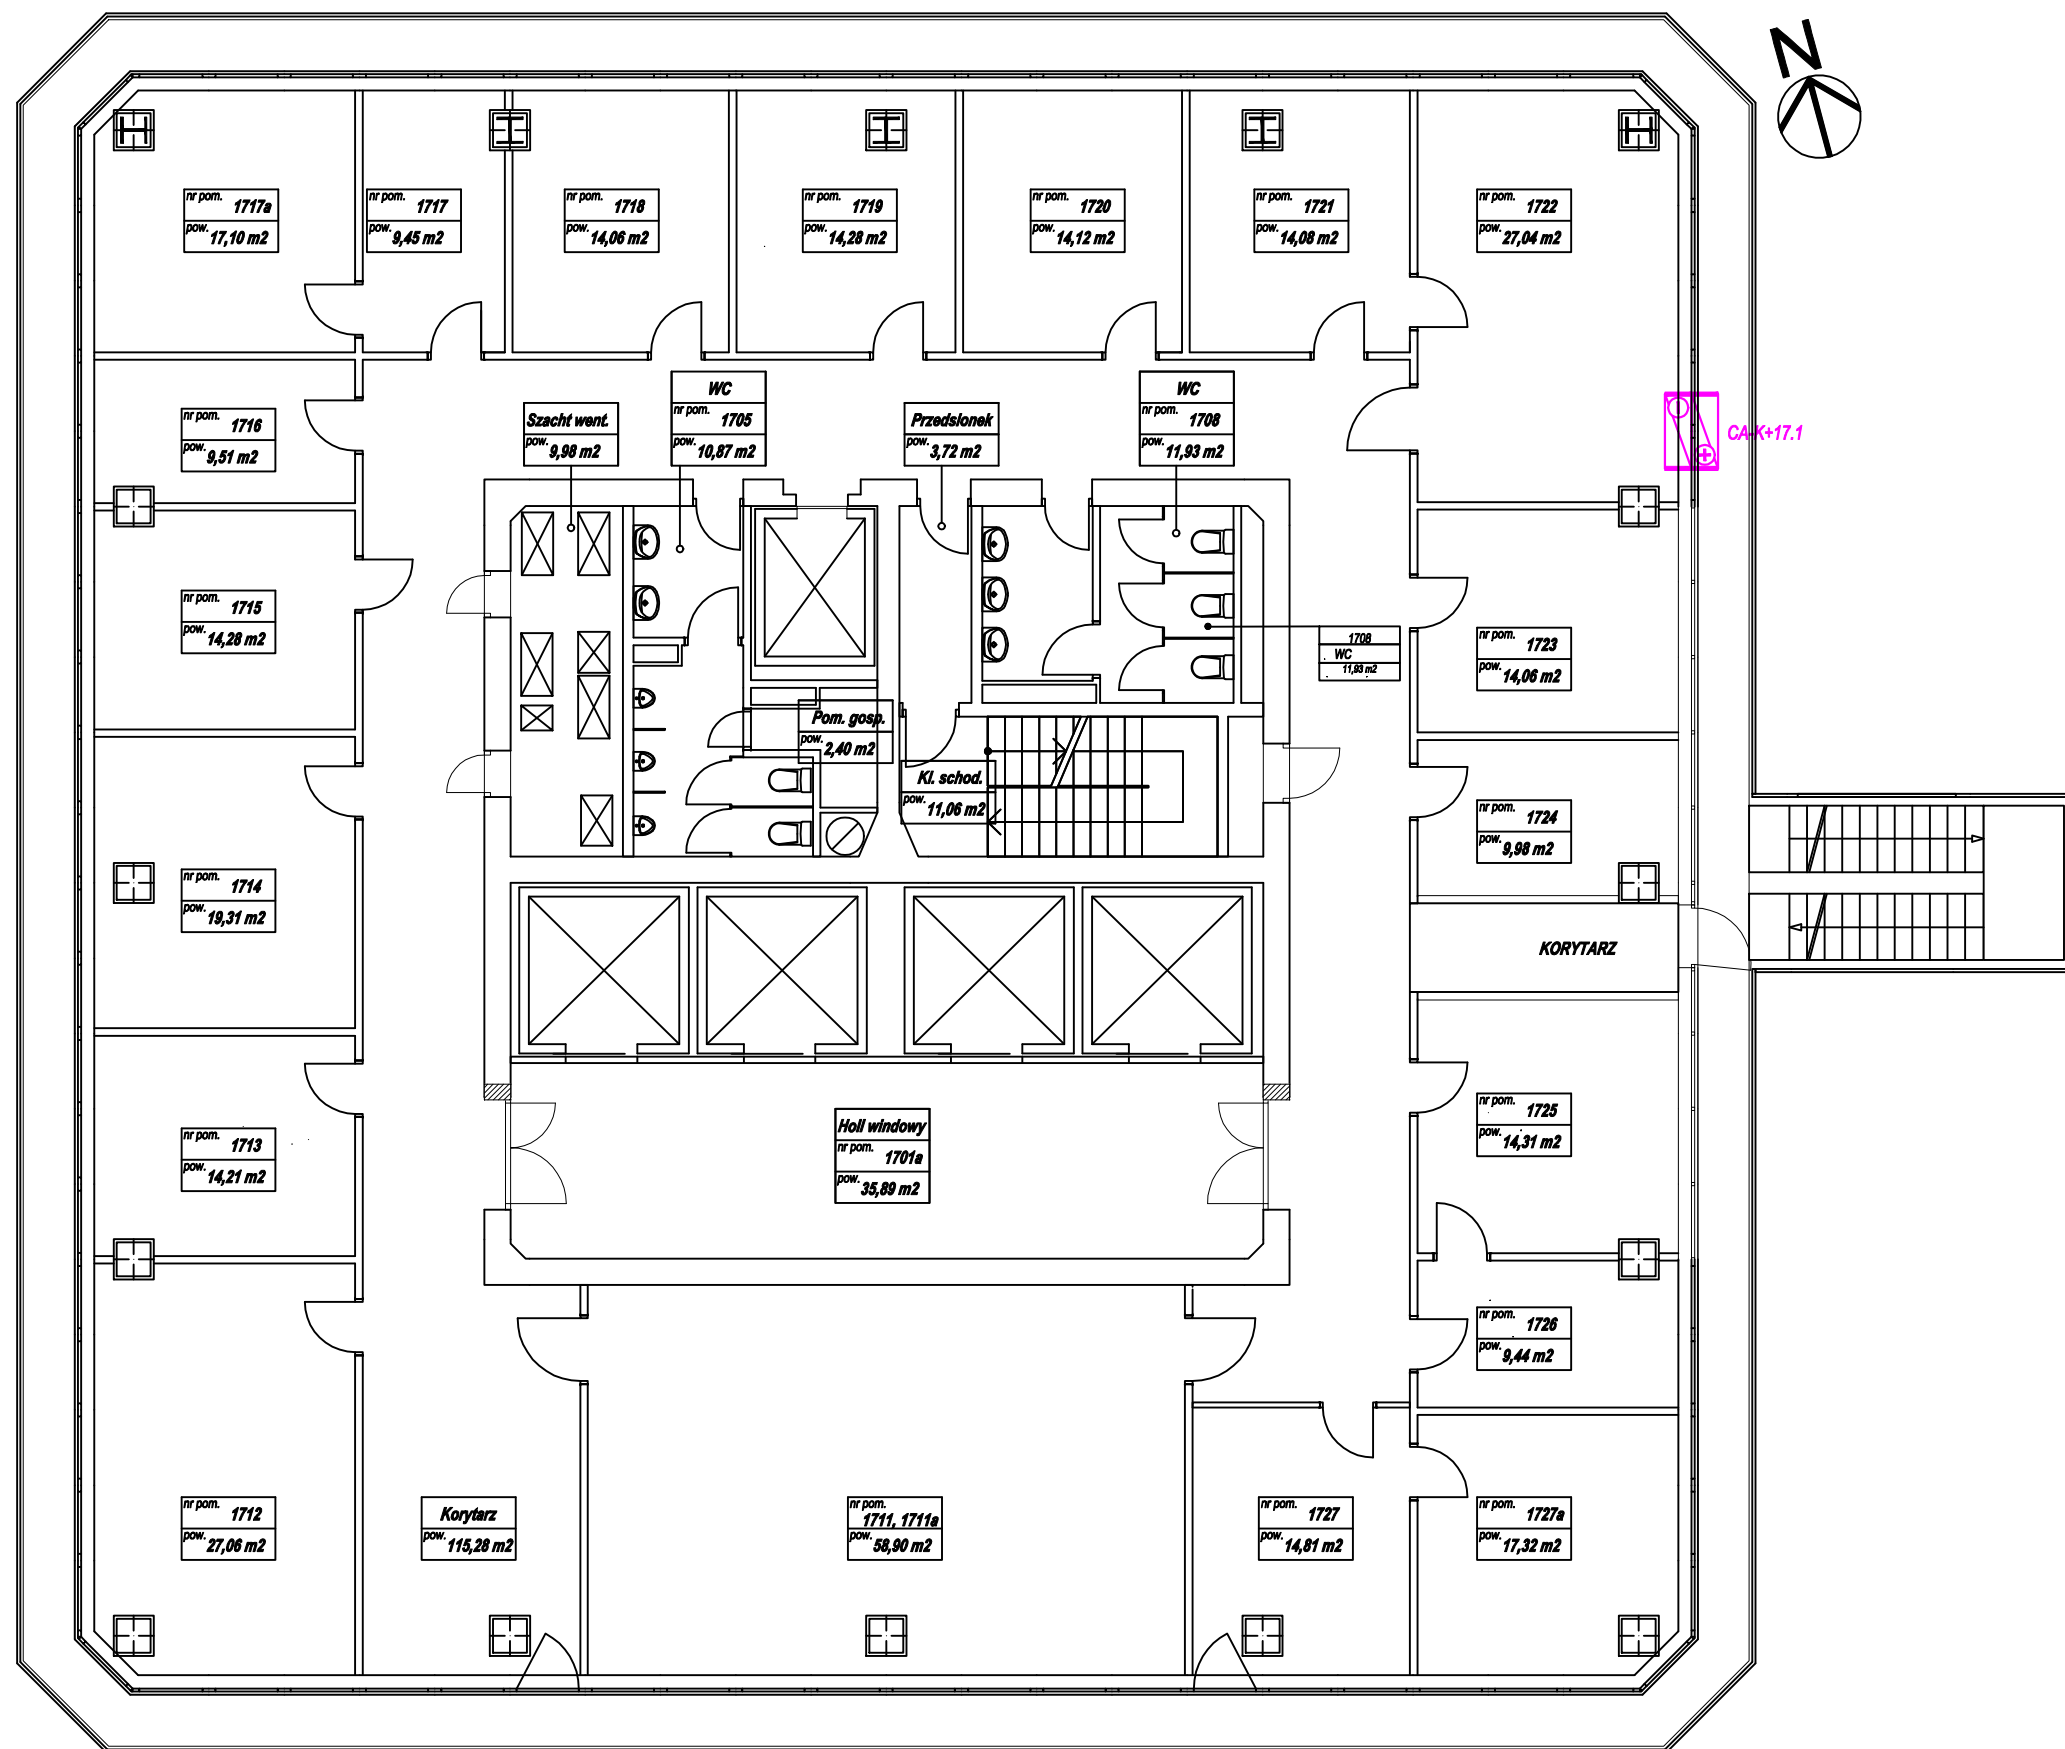 N
H
I
I
I
H
nr pom. 1717a
pow. 17,10 m2
nr pom. 1717
pow. 9,45 m2
nr pom. 1718
pow. 14,06 m2
nr pom. 1719
pow. 14,28 m2
nr pom. 1720
pow. 14,12 m2
nr pom. 1721
pow. 14,08 m2
nr pom. 1722
pow. 27,04 m2
CA-K+17.1
nr pom. 1716
pow. 9,51 m2
Szacht went.
pow. 9,98 m2
WC
nr pom. 1705
pow. 10,87 m2
Przedsionek
pow. 3,72 m2
WC
nr pom. 1708
pow. 11,93 m2
nr pom. 1715
pow. 14,28 m2
1708
WC
11,93 m2
nr pom. 1723
pow. 14,06 m2
Pom. gosp.
pow. 2,40 m2
Kl. schod.
pow. 11,06 m2
nr pom. 1724
pow. 9,98 m2
nr pom. 1714
pow. 19,31 m2
KORYTARZ
nr pom. 1713
pow. 14,21 m2
Holl windowy
nr pom. 1701a
pow. 35,89 m2
nr pom. 1725
pow. 14,31 m2
nr pom. 1726
pow. 9,44 m2
nr pom. 1712
pow. 27,06 m2
Korytarz
pow. 115,28 m2
nr pom. 1711, 1711a
pow. 58,90 m2
nr pom. 1727
pow. 14,81 m2
nr pom. 1727a
pow. 17,32 m2